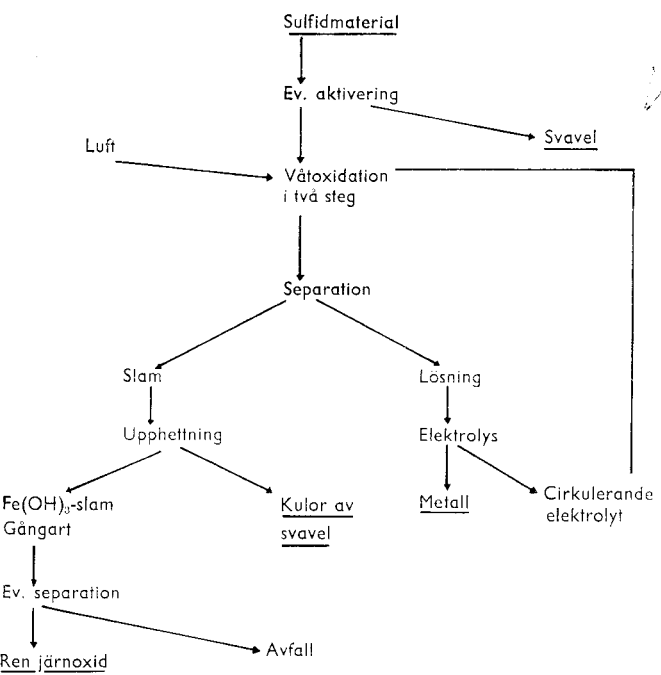 Sulfidmaterial
Ev. aktivering
Svavel
Luft
Våtoxidation
i två steg
Separation
Slam
Lösning
Upphettning
Elektrolys
Fe(OH)₃-slam
Gångart
Kulor av
svavel
Metall
Cirkulerande
elektrolyt
Ev. separation
Avfall
Ren järnoxid